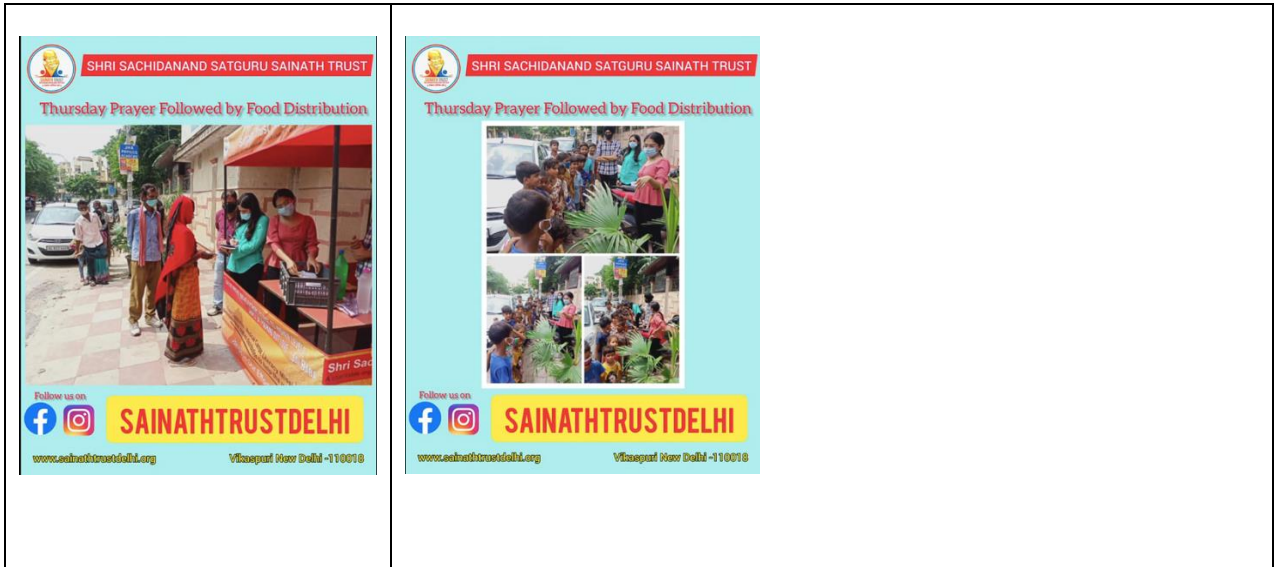 SHRI SACHIDANAND SATGURU SAINATH TRUST
Thursday Prayer Followed by Food Distribution
Shri Sac
Follow us on
SAINATHTRUSTDELHI
www.sainathtrustdelhi.org
Vikaspuri New Delhi -110018
SHRI SACHIDANAND SATGURU SAINATH TRUST
Thursday Prayer Followed by Food Distribution
Follow us on
SAINATHTRUSTDELHI
www.sainathtrustdelhi.org
Vikaspuri New Delhi -110018